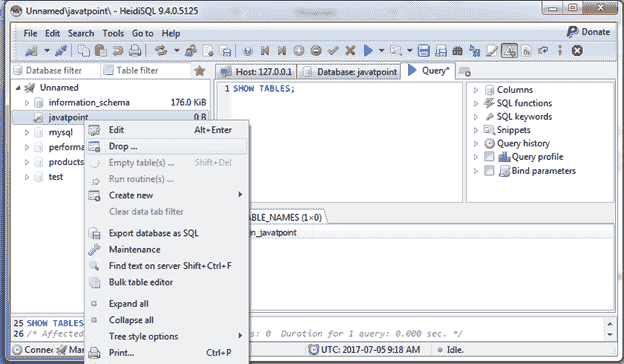 Unnamed\javatpoint\ - HeidiSQL 9.4.0.5125
File Edit Search Tools Go to Help
Donate
Database filter Table filter
Host: 127.0.0.1 Database: javatpoint Query*
Unnamed
information_schema 176.0 KiB
javatpoint 0 B
mysql
performa
products
test
1 SHOW TABLES;
Columns
SQL functions
SQL keywords
Snippets
Query history
Query profile
Bind parameters
Edit Alt+Enter
Drop ...
Empty table(s) ... Shift+Del
Run routine(s) ...
Create new
Clear data tab filter
Export database as SQL
Maintenance
Find text on server Shift+Ctrl+F
Bulk table editor
Expand all
Collapse all
Tree style options
Print... Ctrl+P
ABLE_NAMES (1×0)
n_javatpoint
25 SHOW TABLES
26 /* Affected s: 0 Duration for 1 query: 0.000 sec. */
Connec Mar UTC: 2017-07-05 9:18 AM Idle.